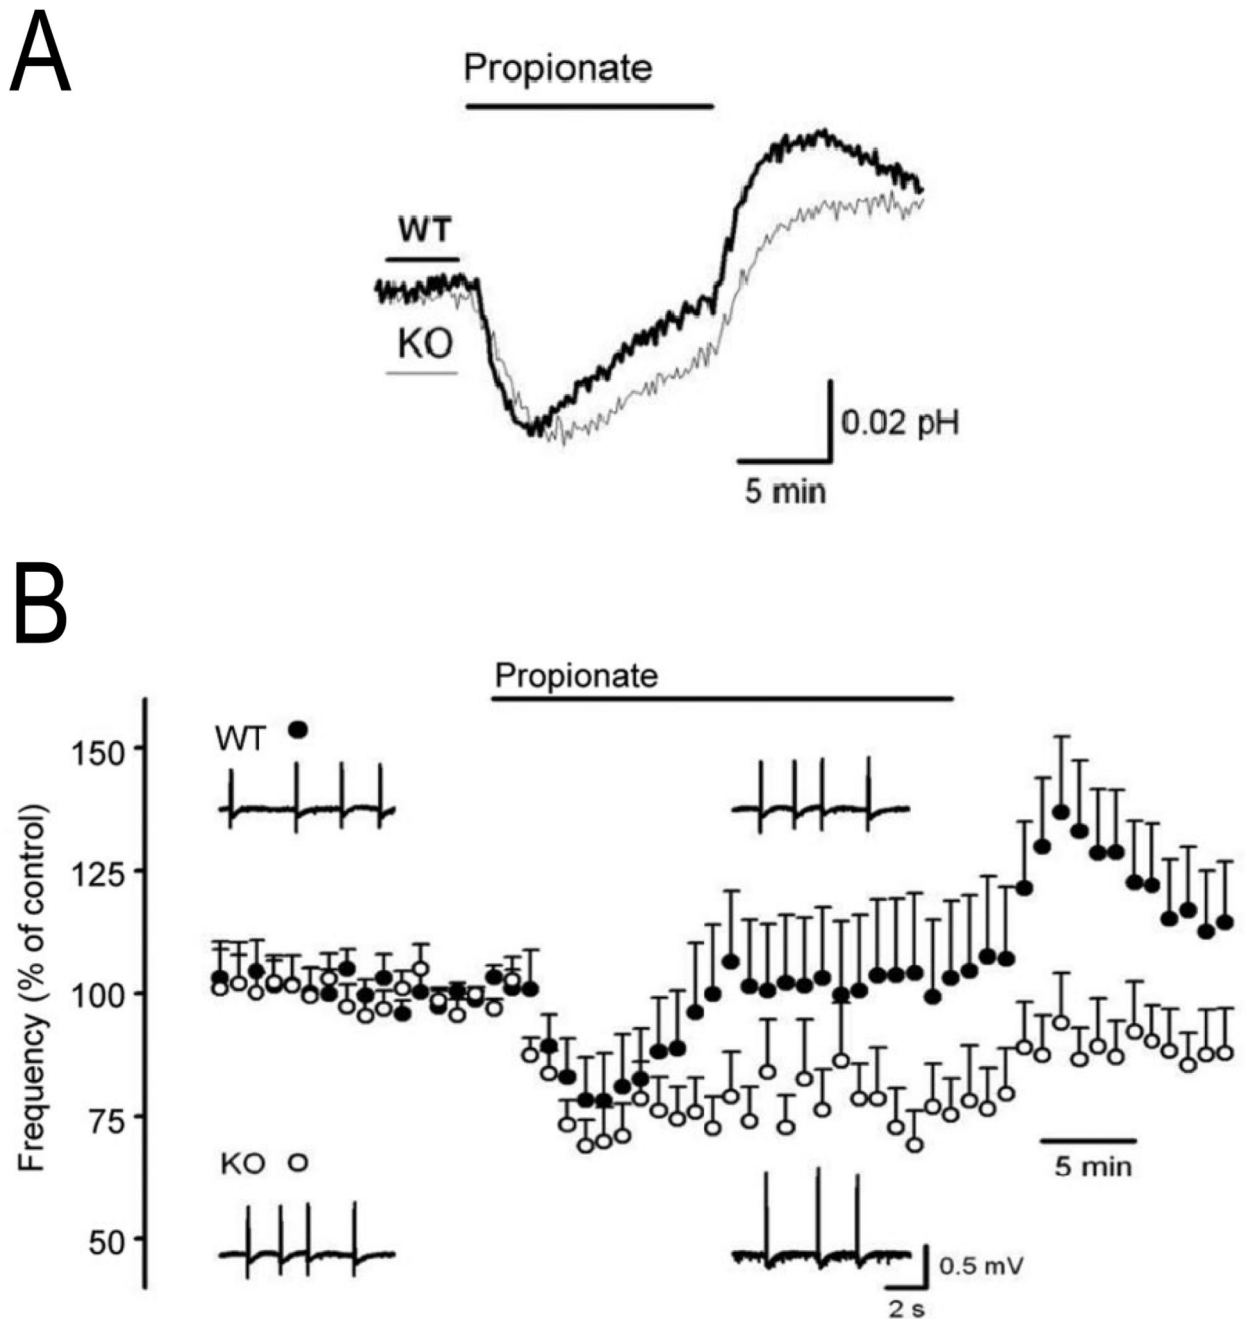 A
Propionate
WT
KO
0.02 pH
5 min
B
Propionate
WT
150
125
100
75
50
Frequency (% of control)
KO
5 min
0.5 mV
2 s